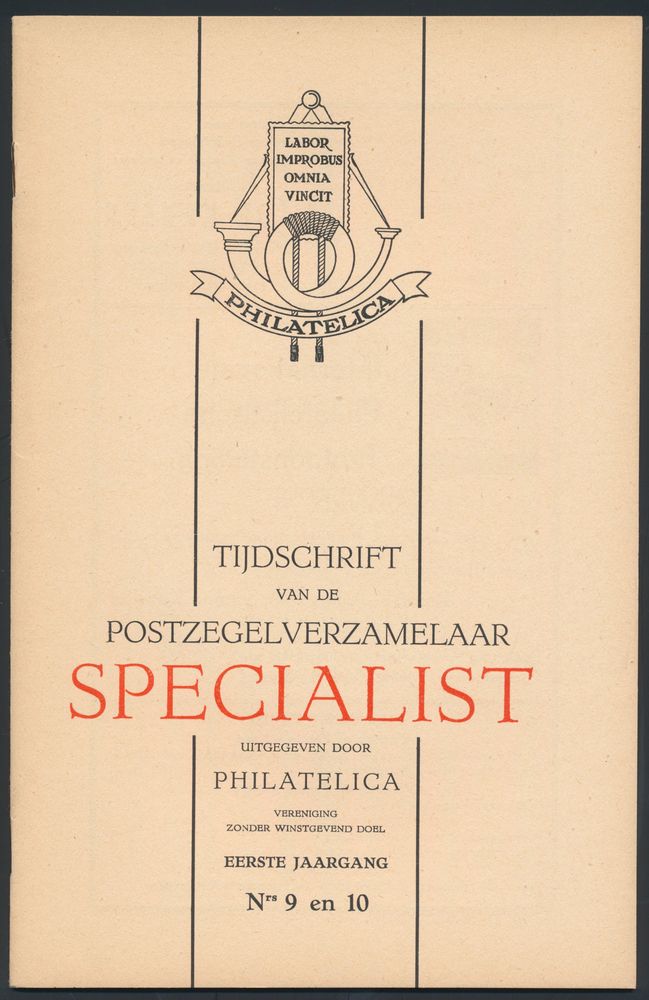 LABOR
IMPROBUS
OMNIA
VINCIT
PHILATELICA
TIJDSCHRIFT
VAN DE
POSTZEGELVERZAMELAAR
SPECIALIST
UITGEGEVEN DOOR
PHILATELICA
VERENIGING
ZONDER WINSTGEVEND DOEL
EERSTE JAARGANG
Nrs 9 en 10